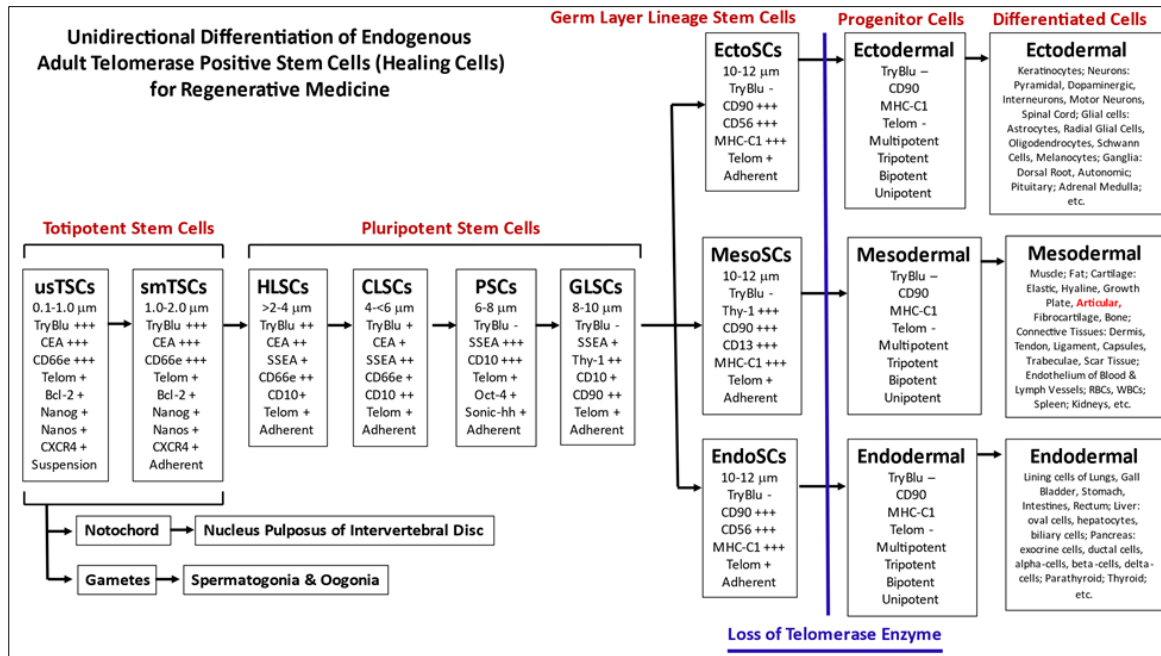 Unidirectional Differentiation of Endogenous
Adult Telomerase Positive Stem Cells (Healing Cells)
for Regenerative Medicine
Totipotent Stem Cells
usTSCs
0.1-1.0 μm
TryBlu +++
CEA +++
CD66e +++
Telom +
Bcl-2 +
Nanog +
Nanos +
CXCR4 +
Suspension
smTSCs
1.0-2.0 μm
TryBlu +++
CEA +++
CD66e +++
Telom +
Bcl-2 +
Nanog +
Nanos +
CXCR4 +
Adherent
Notochord
Nucleus Pulposus of Intervertebral Disc
Gametes
Spermatogonia & Oogonia
Pluripotent Stem Cells
HLSCs
>2-4 μm
TryBlu ++
CEA ++
SSEA +
CD66e ++
CD10+
Telom +
Adherent
CLSCs
4-<6 μm
TryBlu +
CEA +
SSEA ++
CD66e +
CD10 ++
Telom +
Adherent
PSCs
6-8 μm
TryBlu -
SSEA +++
CD10 +++
Telom +
Oct-4 +
Sonic-hh +
Adherent
GLSCs
8-10 μm
TryBlu -
SSEA +
Thy-1 ++
CD10 +
CD90 ++
Telom +
Adherent
Germ Layer Lineage Stem Cells
EctoSCs
10-12 μm
TryBlu -
CD90 +++
CD56 +++
MHC-C1 +++
Telom +
Adherent
MesoSCs
10-12 μm
TryBlu -
Thy-1 +++
CD90 +++
CD13 +++
MHC-C1 +++
Telom +
Adherent
EndoSCs
10-12 μm
TryBlu -
CD90 +++
CD56 +++
MHC-C1 +++
Telom +
Adherent
Progenitor Cells
Ectodermal
TryBlu –
CD90
MHC-C1
Telom -
Multipotent
Tripotent
Bipotent
Unipotent
Mesodermal
TryBlu –
CD90
MHC-C1
Telom -
Multipotent
Tripotent
Bipotent
Unipotent
Endodermal
TryBlu –
CD90
MHC-C1
Telom -
Multipotent
Tripotent
Bipotent
Unipotent
Differentiated Cells
Ectodermal
Keratinocytes; Neurons:
Pyramidal, Dopaminergic,
Interneurons, Motor Neurons,
Spinal Cord; Glial cells:
Astrocytes, Radial Glial Cells,
Oligodendrocytes, Schwann
Cells, Melanocytes; Ganglia:
Dorsal Root, Autonomic;
Pituitary; Adrenal Medulla;
etc.
Mesodermal
Muscle; Fat; Cartilage:
Elastic, Hyaline, Growth
Plate, Articular,
Fibrocartilage, Bone;
Connective Tissues: Dermis,
Tendon, Ligament, Capsules,
Trabeculae, Scar Tissue;
Endothelium of Blood &
Lymph Vessels; RBCs, WBCs;
Spleen; Kidneys, etc.
Endodermal
Lining cells of Lungs, Gall
Bladder, Stomach,
Intestines, Rectum; Liver:
oval cells, hepatocytes,
biliary cells; Pancreas:
exocrine cells, ductal cells,
alpha-cells, beta-cells, delta-
cells; Parathyroid; Thyroid;
etc.
Loss of Telomerase Enzyme